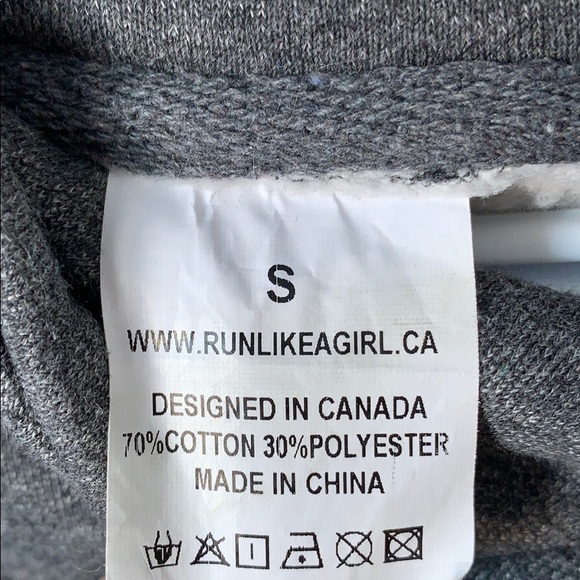 S
WWW.RUNLIKEAGIRL.CA
DESIGNED IN CANADA
70%COTTON 30%POLYESTER
MADE IN CHINA